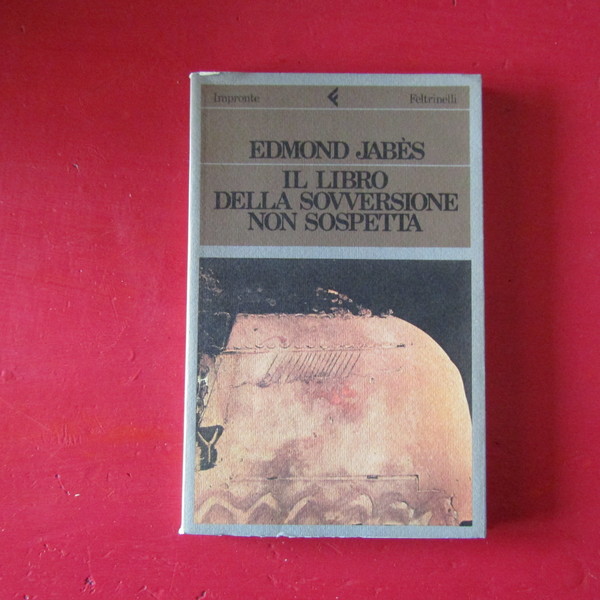 Impronte Feltrinelli
EDMOND JABÈS
IL LIBRO
DELLA SOVVERSIONE
NON SOSPETTA